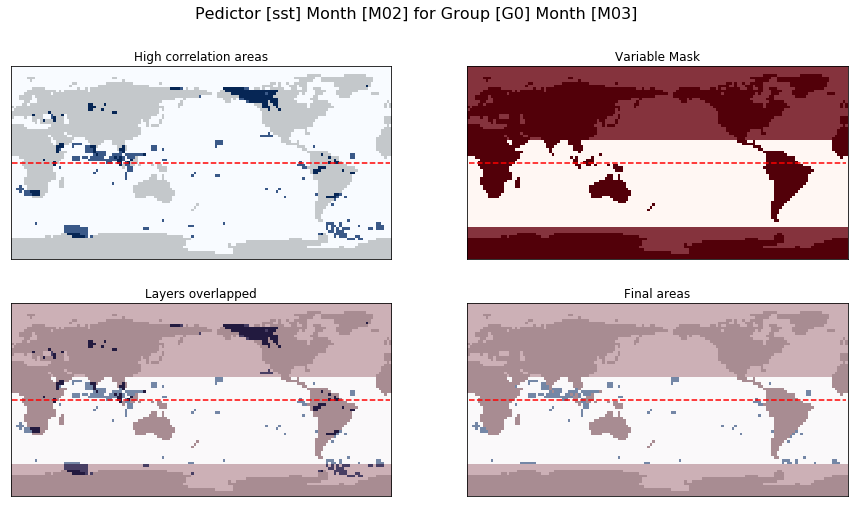 Pedictor [sst] Month [M02] for Group [G0] Month [M03]
High correlation areas
Variable Mask
Layers overlapped
Final areas